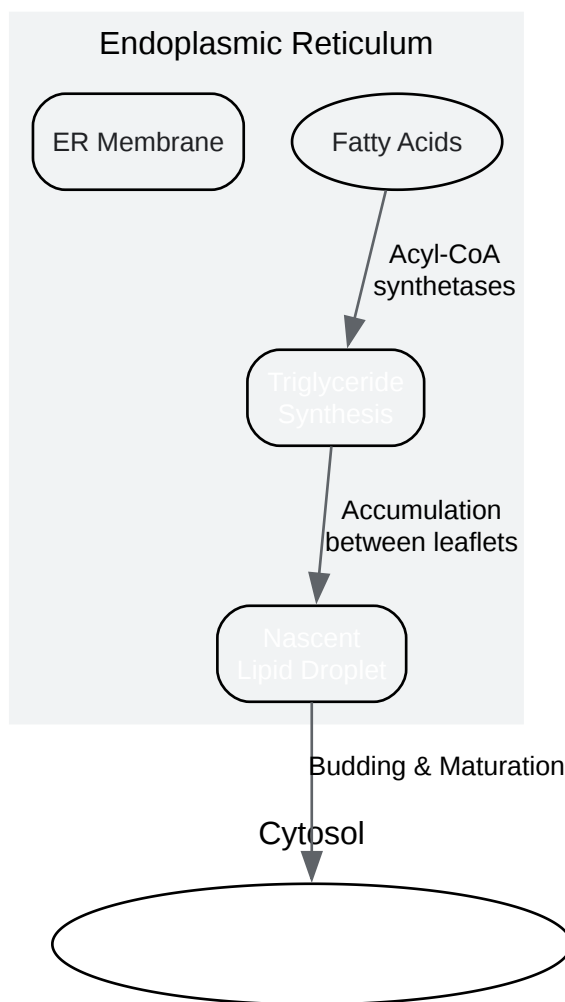 Endoplasmic Reticulum
ER Membrane
Fatty Acids
Acyl-CoA
synthetases
Triglyceride
Synthesis
Accumulation
between leaflets
Nascent
Lipid Droplet
Budding & Maturation
Cytosol